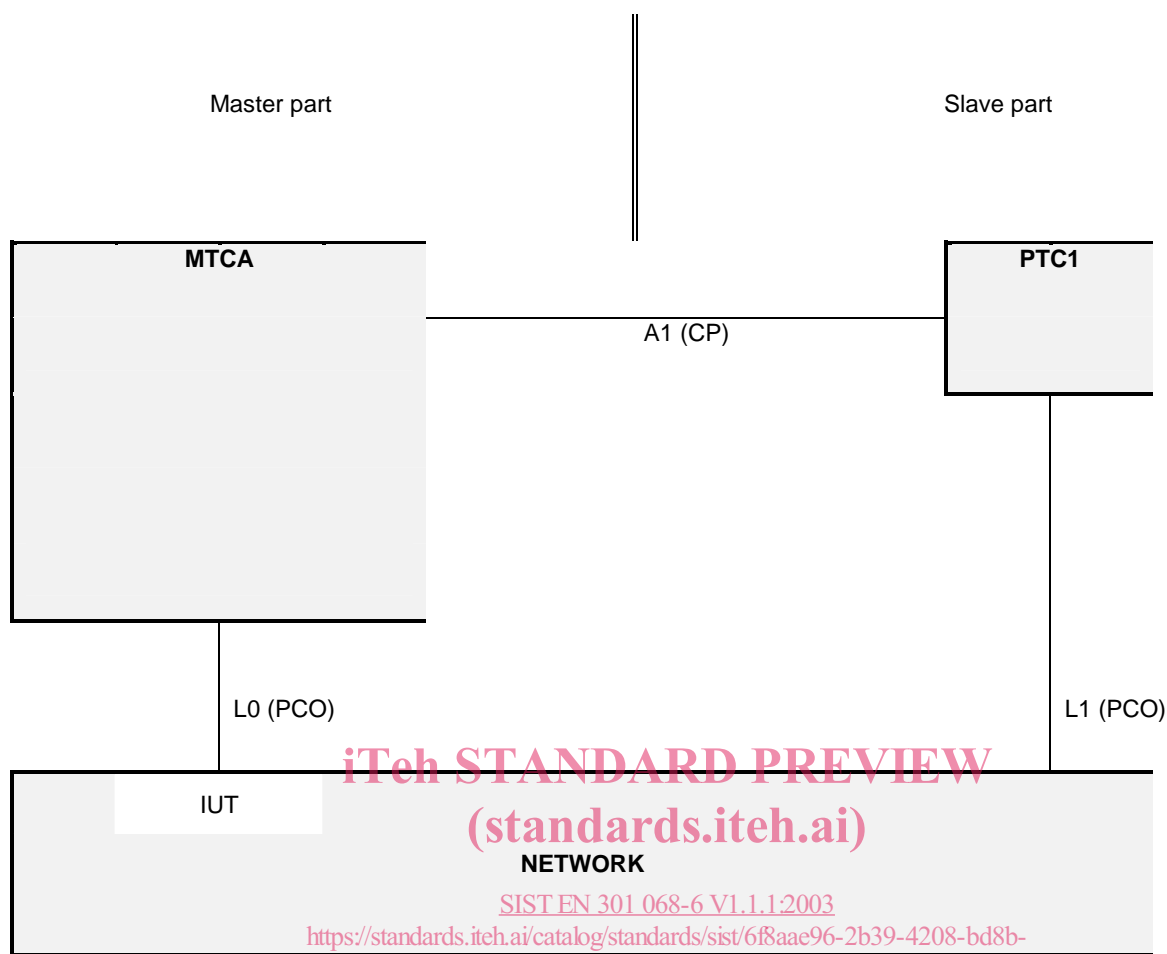 Master part
Slave part
MTCA
PTC1
A1 (CP)
L0 (PCO)
L1 (PCO)
iTeh STANDARD PREVIEW
IUT
(standards.iteh.ai)
NETWORK
SIST EN 301 068-6 V1.1.1:2003
https://standards.iteh.ai/catalog/standards/sist/6f8aae96-2b39-4208-bd8b-